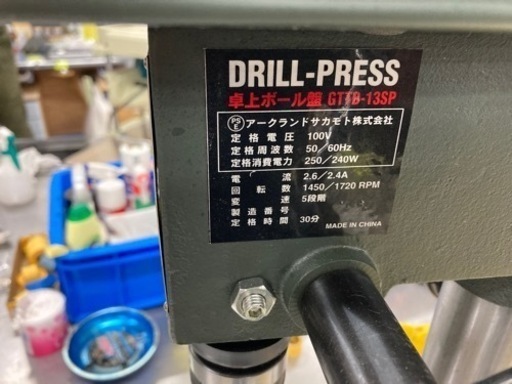 DRILL-PRESS
卓上ボール盤 GTTB-13SP
PS E アークランドサカモト株式会社
定格電圧 100V
定格周波数 50/60Hz
定格消費電力 250/240W
電流 2.6/2.4A
回転数 1450/1720 RPM
変速 5段階
製造番号
定格時間 30分
MADE IN CHINA